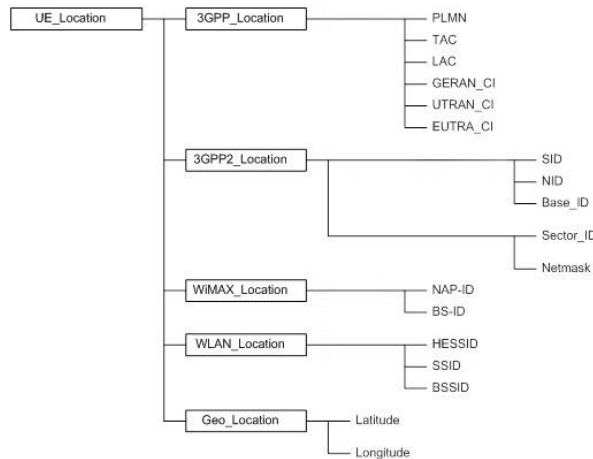 UE_Location
3GPP_Location
PLMN
TAC
LAC
GERAN_CI
UTRAN_CI
EUTRA_CI
3GPP2_Location
SID
NID
Base_ID
Sector_ID
Netmask
WiMAX_Location
NAP-ID
BS-ID
WLAN_Location
HESSID
SSID
BSSID
Geo_Location
Latitude
Longitude